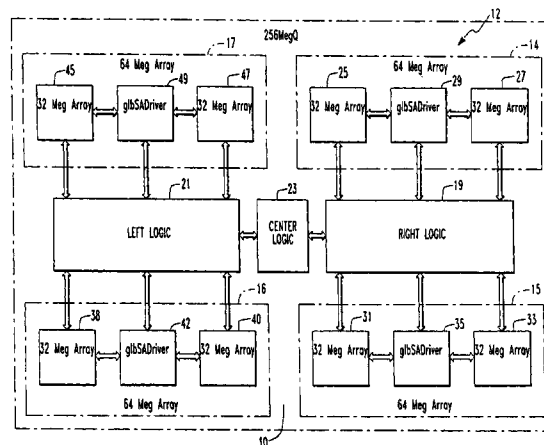 12
256MegQ
17
14
64 Meg Array
64 Meg Array
45
49
47
25
29
27
32 Meg Array
glbSADriver
32 Meg Array
32 Meg Array
glbSADriver
32 Meg Array
21
23
19
LEFT LOGIC
CENTER
LOGIC
RIGHT LOGIC
16
15
38
42
40
31
35
33
32 Meg Array
glbSADriver
32 Meg Array
32 Meg Array
glbSADriver
32 Meg Array
64 Meg Array
64 Meg Array
10